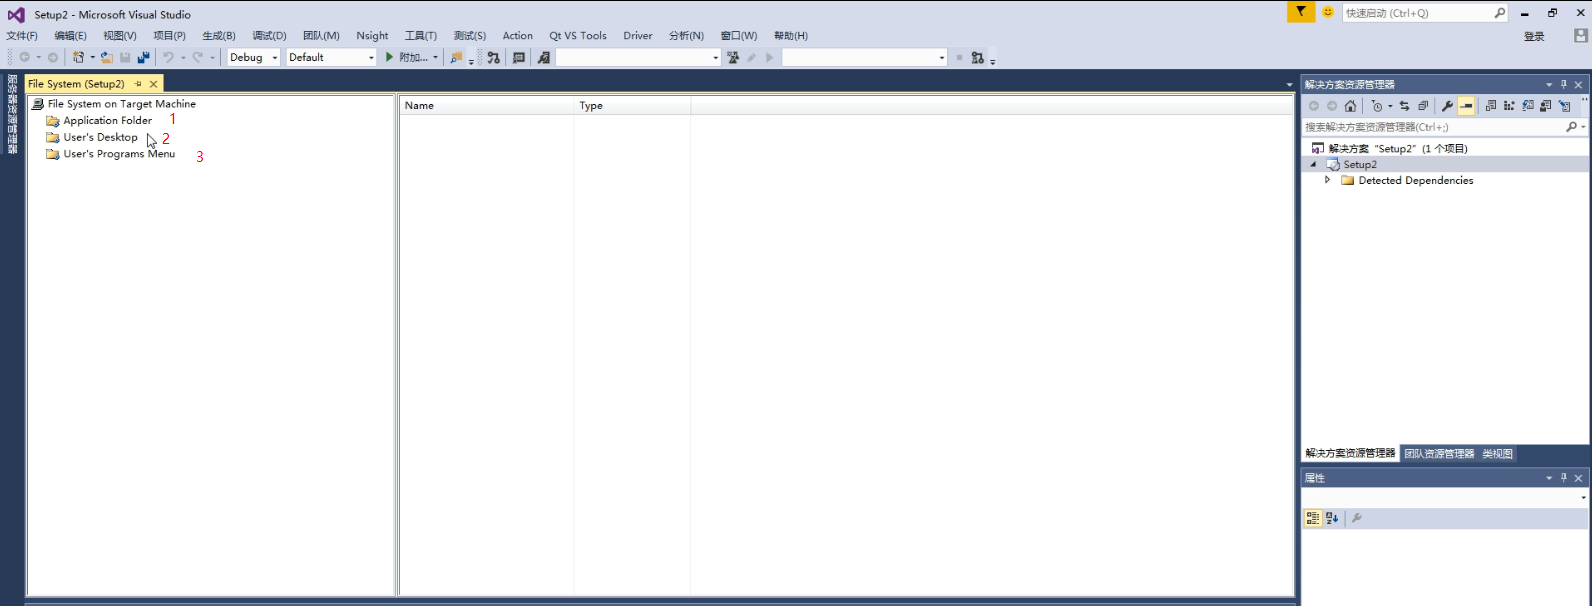 Setup2 - Microsoft Visual Studio
快速启动 (Ctrl+Q)
文件(F) 编辑(E) 视图(V) 项目(P) 生成(B) 调试(D) 团队(M) Nsight 工具(T) 测试(S) Action Qt VS Tools Driver 分析(N) 窗口(W) 帮助(H)
登录
Debug Default 附加...
服务器资源管理器
File System (Setup2)
File System on Target Machine
Application Folder 1
User's Desktop 2
User's Programs Menu 3
Name Type
解决方案资源管理器
搜索解决方案资源管理器(Ctrl+;)
解决方案 "Setup2" (1 个项目)
Setup2
Detected Dependencies
解决方案资源管理器 团队资源管理器 类视图
属性